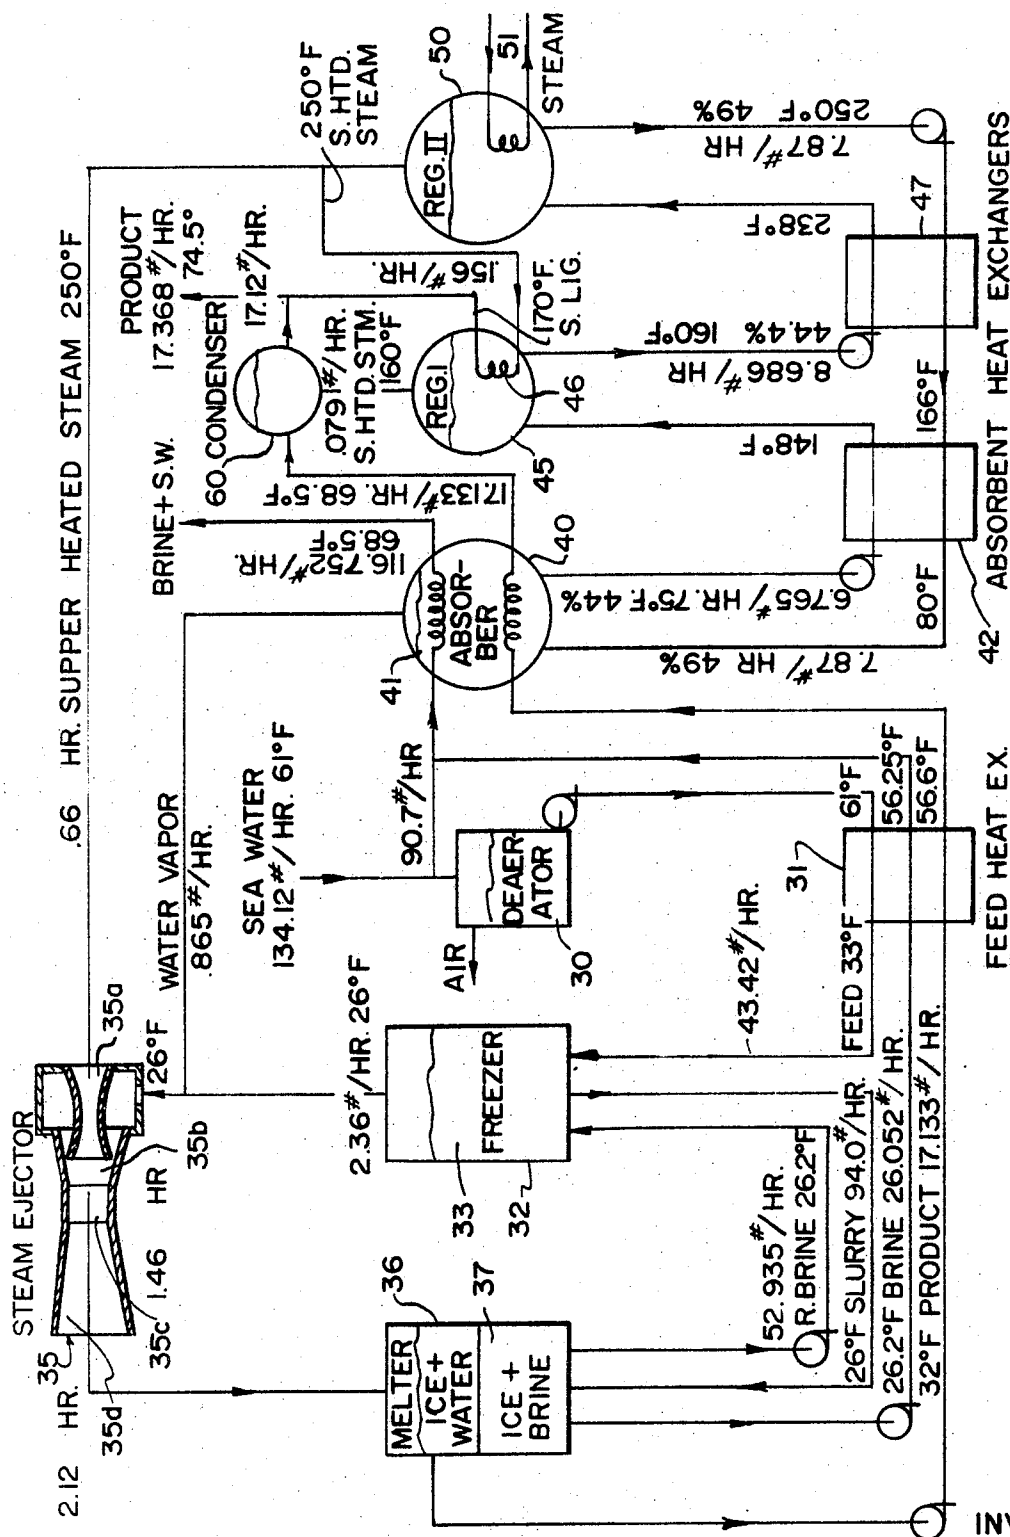 STEAM EJECTOR
35
2.12 HR.
35d
35c
1.46 HR
35b
35a
26°F
.66 HR. SUPPER HEATED STEAM 250°F
WATER VAPOR
.865#/HR.
SEA WATER
134.12#/HR. 61°F
90.7#/HR
AIR
DEAER-
ATOR
30
2.36#/HR. 26°F
FREEZER
33
32
MELTER
ICE+
WATER
ICE +
BRINE
36
37
52.935#/HR.
R.BRINE 26.2°F
26°F SLURRY 94.0#/HR.
26.2°F BRINE 26.052#/HR.
32°F PRODUCT 17.133#/HR.
43.42#/HR.
FEED 33°F
31
61°F
56.25°F
56.6°F
FEED HEAT EX.
BRINE+ S.W.
116.752#/HR.
68.5°F
41
ABSOR-
BER
40
17.133#/HR. 68.5°F
60 CONDENSER
PRODUCT
17.368#/HR.
74.5°
17.12#/HR.
.0791#/HR.
S.HTD.STM.
160°F
REG.I
45
46
.156#/HR.
170°F.
S. LIG.
250°F
S.HTD.
STEAM
REG.II
50
51
STEAM
7.87#/HR 49%
6.765#/HR.75°F 44%
80°F
42
148°F
166°F
8.686#/HR
44.4% 160°F
238°F
7.87#/HR
49% 250°F
47
ABSORBENT HEAT EXCHANGERS
INV